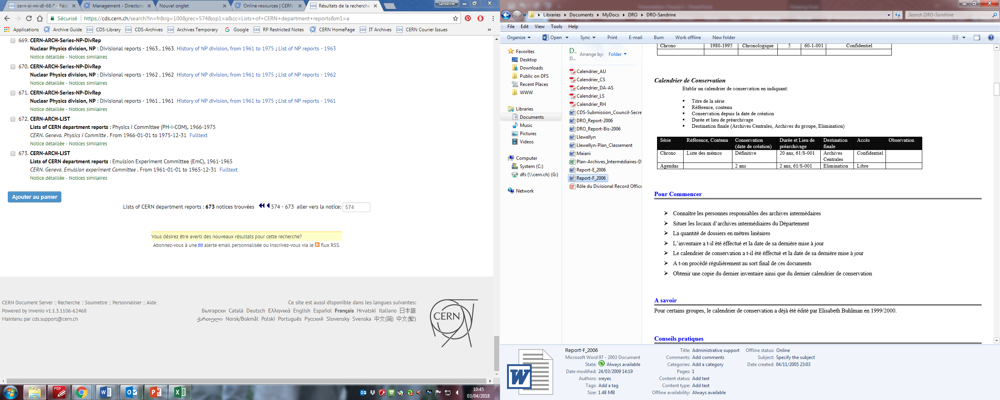 cern-si-mi-dl-68-* - Résu
Management - Directora
Nouvel onglet
Online resources | CERN
Résultats de la recherche
Sandrine
Sécurisé
https://cds.cern.ch/search?ln=fr&rg=100&jrec=574&op1=a&cc=Lists+of+CERN+department+reports&m1=a
Applications Archive Guide CDS-Library CDS-Archives Archives Temporary Google RP Restricted Notes CERN HomePage IT Archives CERN Courier Issues »
669. CERN-ARCH-Series-NP-DivRep
Nuclear Physics division, NP : Divisional reports - 1963 . 1963 History of NP division, from 1961 to 1975 ; List of NP reports - 1963
Notice détaillée - Notices similaires
670. CERN-ARCH-Series-NP-DivRep
Nuclear Physics division, NP : Divisional reports - 1962 . 1962 History of NP division, from 1961 to 1975 ; List of NP reports - 1962
Notice détaillée - Notices similaires
671. CERN-ARCH-Series-NP-DivRep
Nuclear Physics division, NP : Divisional reports - 1961 . 1961 History of NP division, from 1961 to 1975 ; List of NP reports - 1961
Notice détaillée - Notices similaires
672. CERN-ARCH-LIST
Lists of CERN department reports : Physics I Committee (PH-I-COM), 1966-1975
CERN. Geneva. Physics I Committe . From 1966-01-01 to 1975-12-31 Fulltext
Notice détaillée - Notices similaires
673. CERN-ARCH-LIST
Lists of CERN department reports : Emulsion Experiment Committee (EmC), 1961-1965
CERN. Geneva. Emulsion experiment Committee . From 1961-01-01 to 1965-12-31 Fulltext
Notice détaillée - Notices similaires
Ajouter au panier
Lists of CERN department reports : 673 notices trouvées 574 - 673 aller vers la notice: 574
Vous désirez être averti des nouveaux résultats pour cette recherche?
Abonnez-vous à une alerte email personnalisée ou inscrivez-vous via le flux RSS.
CERN Document Server :: Recherche :: Soumettre :: Personnaliser :: Aide
Powered by Invenio v1.1.3.1106-62468
Maintenu par cds.support@cern.ch
Ce site est aussi disponible dans les langues suivantes:
Български Català Deutsch Ελληνικά English Español Français Hrvatski Italiano 日本語
ქართული Norsk/Bokmål Polski Português Русский Slovensky Svenska 中文(简) 中文(繁)
CERN
PDF
10:45
03/04/2018
Libraries Documents MyDocs DRO DRO-Sandrine
Search DRO-Sandrine
File Edit View Tools Help
Organize Open Sync Print E-mail Burn Work offline New folder
Favorites
Desktop
Downloads
Public on DFS
Recent Places
WWW
Libraries
Documents
Music
Pictures
Videos
Computer
System (C:)
dfs (\\cern.ch) (G:)
Network
D...
D...
Arrange by: Folder
Calendrier_AU
Calendrier_CS
Calendrier_DA-AS
Calendrier_LS
Calendrier_RH
CDS-Submission_Council-Secre
DRO_Report-2006
DRO_Report-Bis-2006
Llewellyn
Llewellyn-Plan_Classement
Maiani
Plan-Archives_Intermédiaires-D
Report-E_2006
Report-F_2006
Rôle du Divisional Record Office
Chrono 1980-1995 Chronologique 5 60-1-001 Confidentiel
Calendrier de Conservation
Etablir un calendrier de conservation en indiquant:
▪ Titre de la série
▪ Référence, contenu
▪ Conservation depuis la date de création
▪ Durée et lieu de préarchivage
▪ Destination finale (Archives Centrales, Archives du groupe, Elimination)
Série Référence, Contenu Conservation Durée et Lieu de Destination Accès Observation
(date de création) préarchivage finale
Chrono Liste des mémos Définitive 20 ans, 61/S-001 Archives Confidentiel
Centrales
Agendas 2 ans 2 ans, 61/S-001 Elimination Libre
Pour Commencer
➢ Connaître les personnes responsables des archives intermédaires
➢ Situer les locaux d’archives intermédiaires du Département
➢ La quantité de dossiers en mètres linéaires
➢ L’inventaire a t-il été éffectué et la date de sa dernière mise à jour
➢ Le calendrier de conservation a t-il été éffectué et la date de sa dernière mise à jour
➢ A t-on procédé régulièrement au sort final de ces documents
➢ Obtenir une copie du dernier inventaire ainsi que du dernier calendrier de conservation
A savoir
Pour certains groupes, le calendrier de conservation a déjà été édité par Elisabeth Buhlman en 1999/2000.
Conseils pratiques
Report-F_2006
Microsoft Word 97 - 2003 Document
State: Always available
Date modified: 24/03/2009 14:19
Authors: sreyes
Tags: Add a tag
Size: 1.48 MB
Title: Administrative support
Comments: Add comments
Categories: Add a category
Pages: 1
Content status: Add text
Content type: Add text
Offline availability: Always available
Offline status: Online
Subject: Specify the subject
Date created: 04/11/2005 23:03